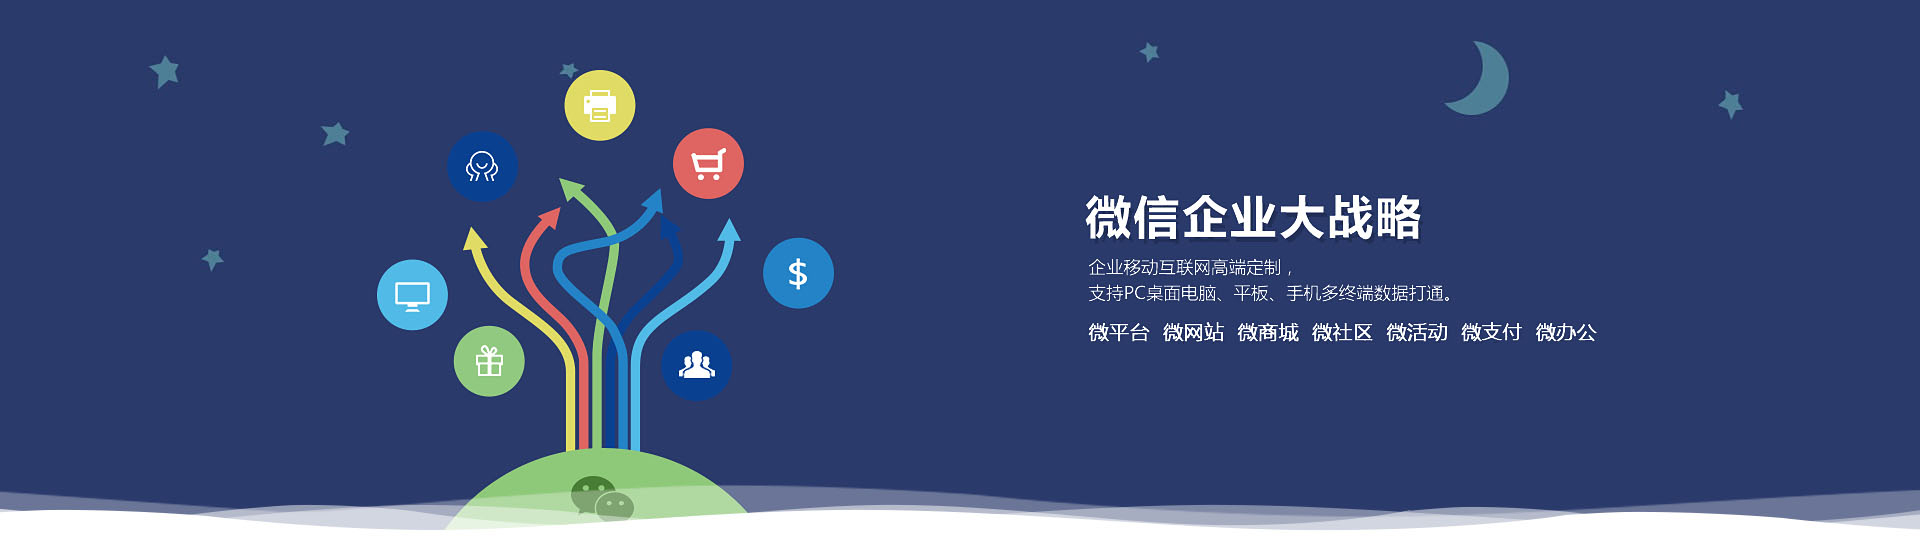 微信企业大战略
企业移动互联网高端定制，
支持PC桌面电脑、平板、手机多终端数据打通。
微平台 微网站 微商城 微社区 微活动 微支付 微办公
$